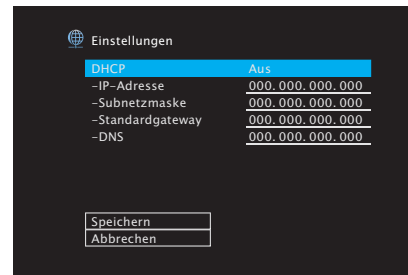 Einstellungen
DHCP Aus
–IP–Adresse 000. 000. 000. 000
–Subnetzmaske 000. 000. 000. 000
–Standardgateway 000. 000. 000. 000
–DNS 000. 000. 000. 000
Speichern
Abbrechen